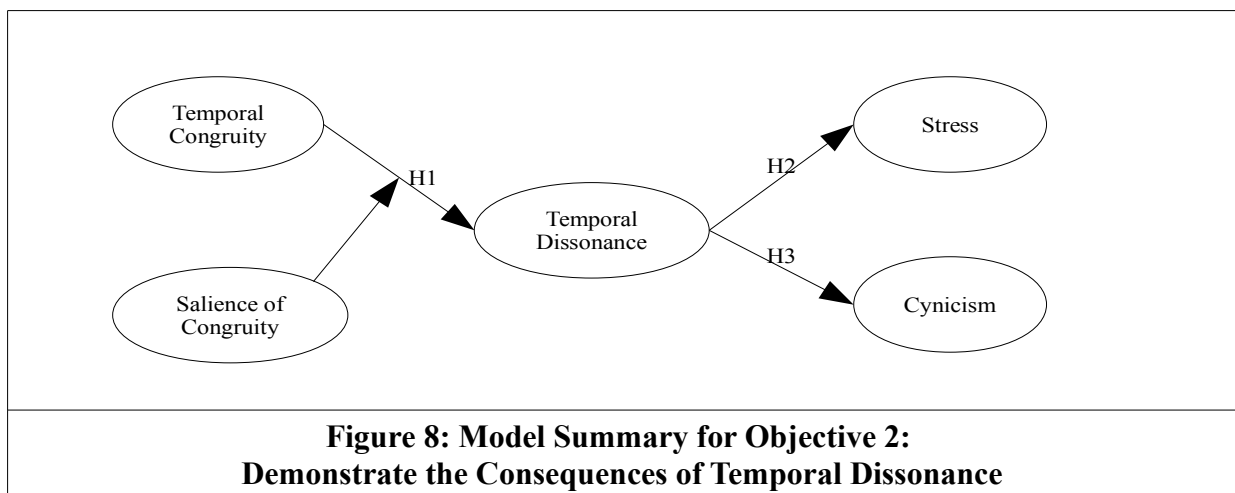 Temporal
Congruity
Stress
H1
H2
Temporal
Dissonance
H3
Salience of
Congruity
Cynicism
Figure 8: Model Summary for Objective 2:
Demonstrate the Consequences of Temporal Dissonance